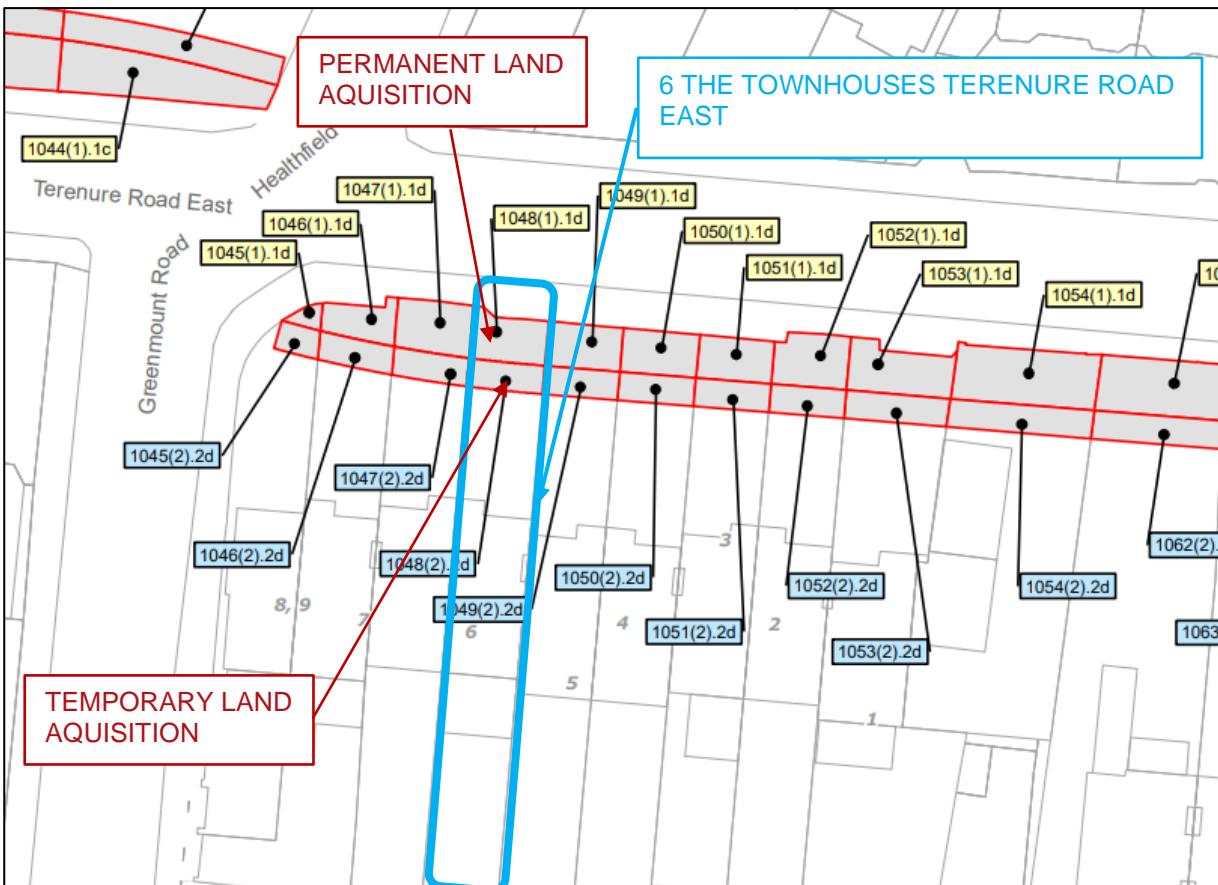 PERMANENT LAND
AQUISITION
6 THE TOWNHOUSES TERENURE ROAD
EAST
1044(1).1c
Healthfield
Terenure Road East
Greenmount Road
1045(1).1d
1046(1).1d
1047(1).1d
1048(1).1d
1049(1).1d
1050(1).1d
1051(1).1d
1052(1).1d
1053(1).1d
1054(1).1d
10
1045(2).2d
1046(2).2d
1047(2).2d
1048(2).2d
1049(2).2d
1050(2).2d
1051(2).2d
1052(2).2d
1053(2).2d
1054(2).2d
1062(2).
1063
8, 9
7
6
5
4
3
2
1
TEMPORARY LAND
AQUISITION